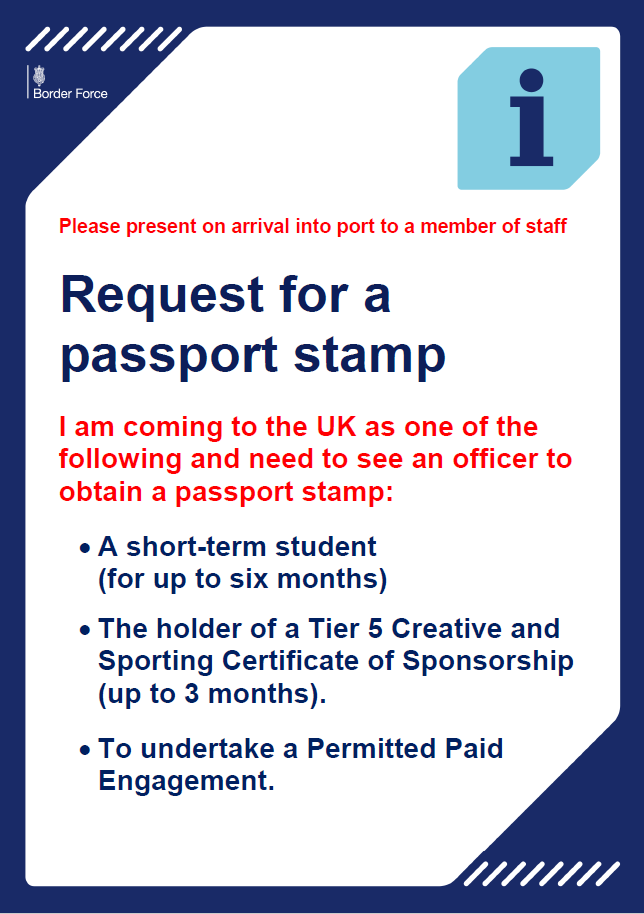 Border Force
i
Please present on arrival into port to a member of staff
Request for a
passport stamp
I am coming to the UK as one of the
following and need to see an officer to
obtain a passport stamp:
• A short-term student
(for up to six months)
• The holder of a Tier 5 Creative and
Sporting Certificate of Sponsorship
(up to 3 months).
• To undertake a Permitted Paid
Engagement.